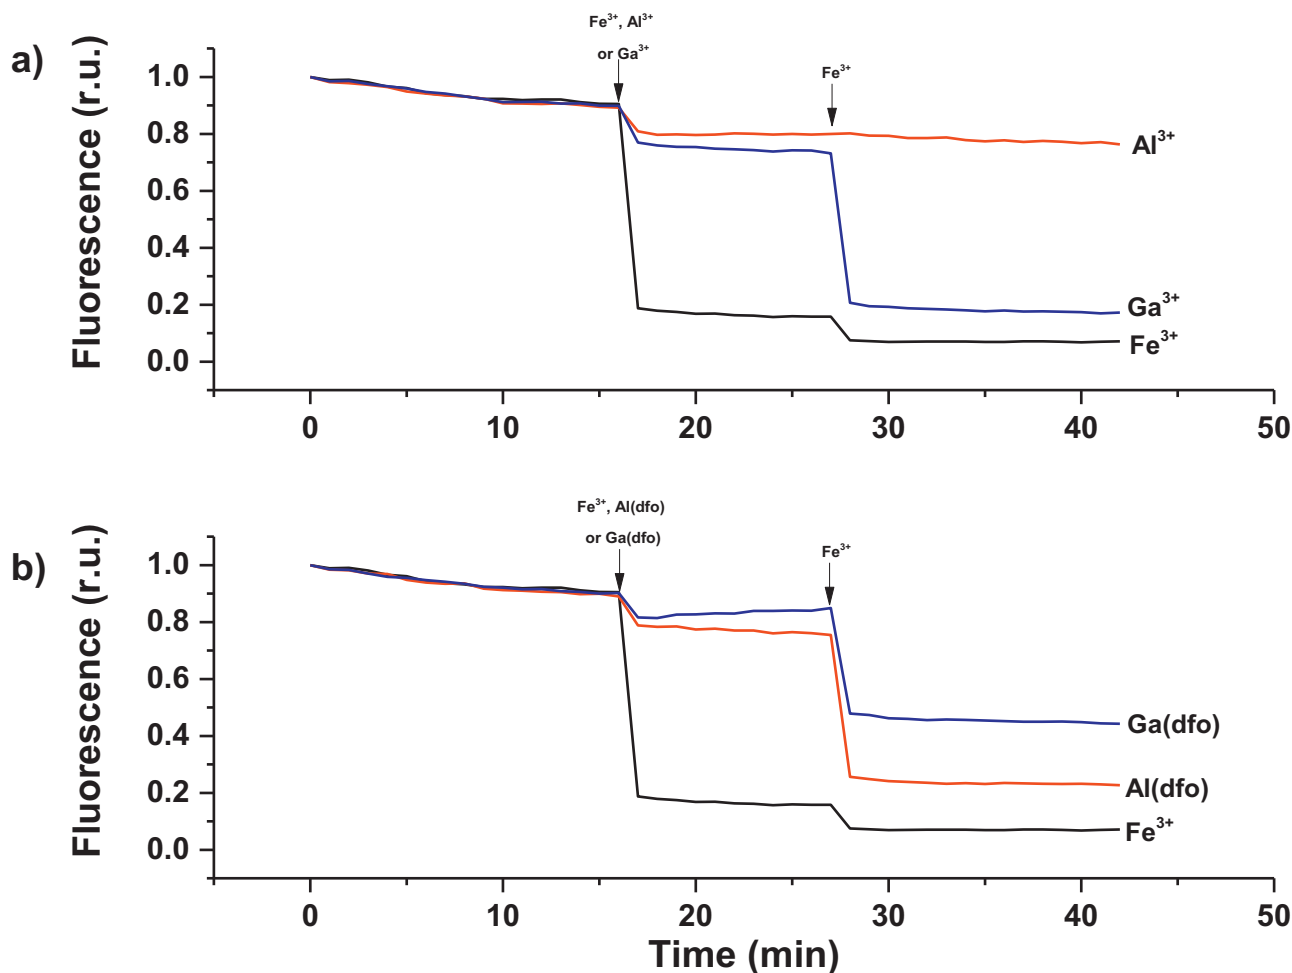 a)
Fluorescence (r.u.)
Fe³⁺, Al³⁺
or Ga³⁺
Fe³⁺
1.0
0.8
0.6
0.4
0.2
0.0
Al³⁺
Ga³⁺
Fe³⁺
0 10 20 30 40 50
b)
Fluorescence (r.u.)
Fe³⁺, Al(dfo)
or Ga(dfo)
Fe³⁺
1.0
0.8
0.6
0.4
0.2
0.0
Ga(dfo)
Al(dfo)
Fe³⁺
0 10 20 30 40 50
Time (min)